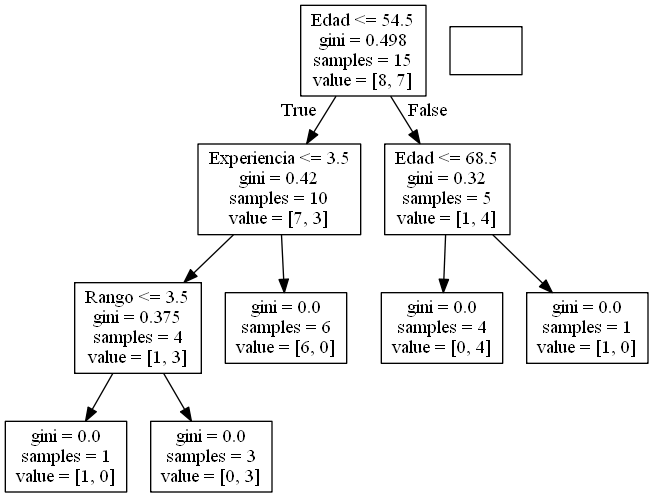 Edad <= 54.5
gini = 0.498
samples = 15
value = [8, 7]
True
False
Experiencia <= 3.5
gini = 0.42
samples = 10
value = [7, 3]
Edad <= 68.5
gini = 0.32
samples = 5
value = [1, 4]
Rango <= 3.5
gini = 0.375
samples = 4
value = [1, 3]
gini = 0.0
samples = 6
value = [6, 0]
gini = 0.0
samples = 4
value = [0, 4]
gini = 0.0
samples = 1
value = [1, 0]
gini = 0.0
samples = 1
value = [1, 0]
gini = 0.0
samples = 3
value = [0, 3]